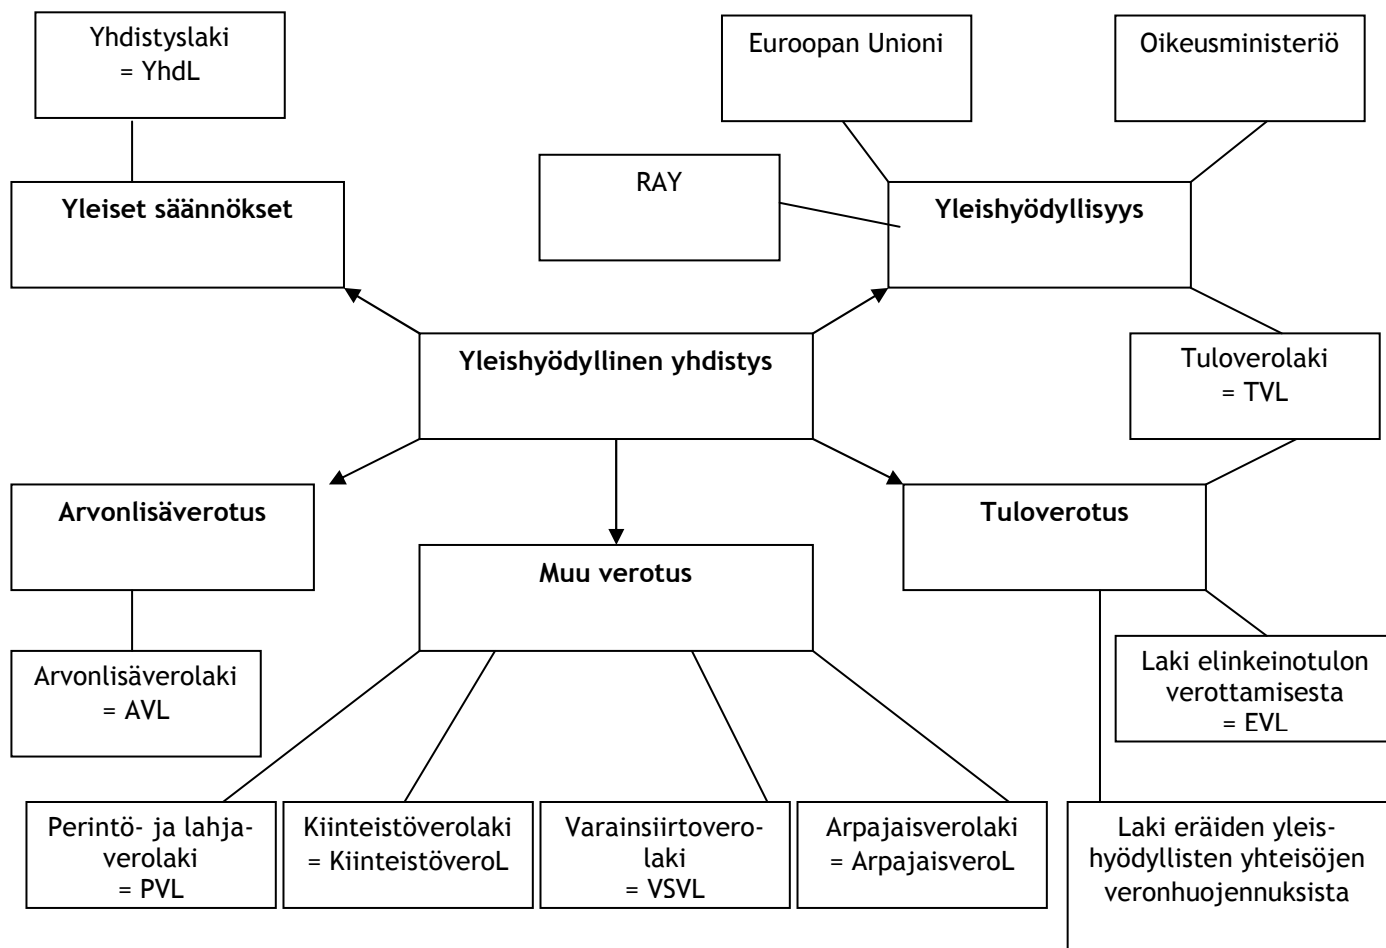 Yhdistyslaki
= YhdL
Euroopan Unioni
Oikeusministeriö
RAY
Yleiset säännökset
Yleishyödyllisyys
Yleishyödyllinen yhdistys
Tuloverolaki
= TVL
Arvonlisäverotus
Tuloverotus
Muu verotus
Arvonlisäverolaki
= AVL
Laki elinkeinotulon
verottamisesta
= EVL
Perintö- ja lahja-
verolaki
= PVL
Kiinteistöverolaki
= KiinteistöveroL
Varainsiirtovero-
laki
= VSVL
Arpajaisverolaki
= ArpajaisveroL
Laki eräiden yleis-
hyödyllisten yhteisöjen
veronhuojennuksista